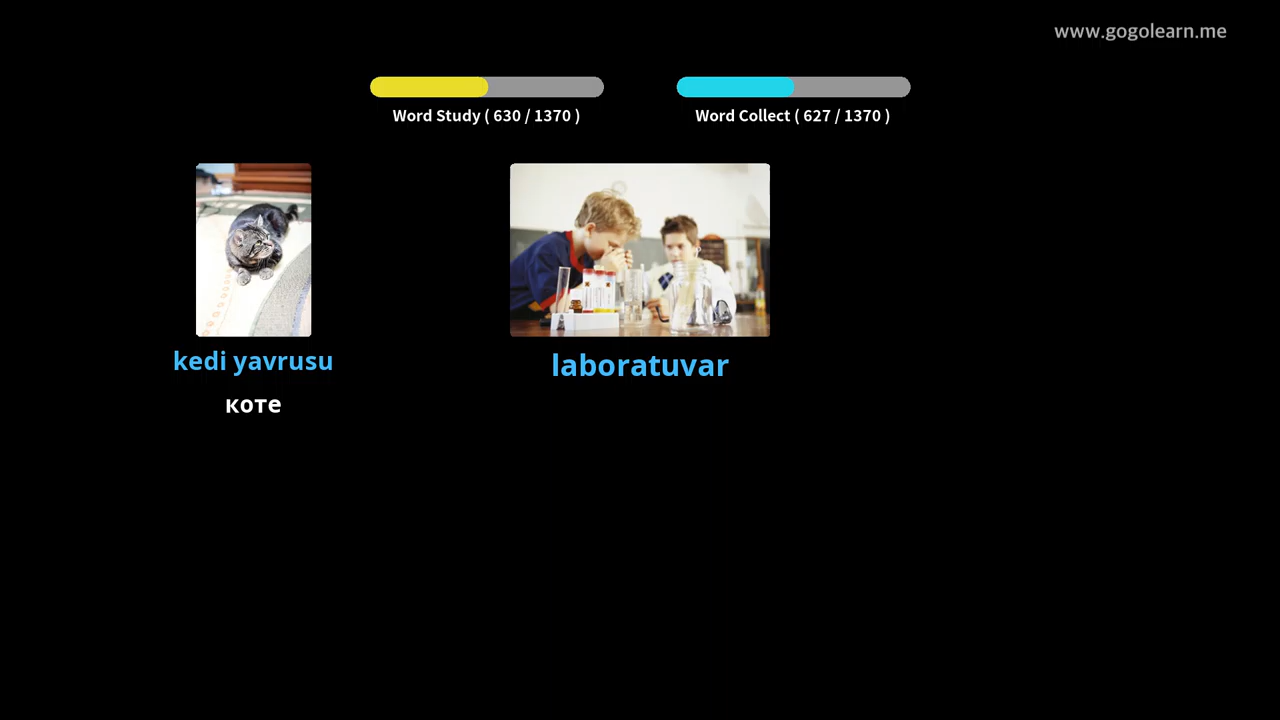 www.gogolearn.me
Word Study ( 630 / 1370 )
Word Collect ( 627 / 1370 )
kedi yavrusu
коте
laboratuvar